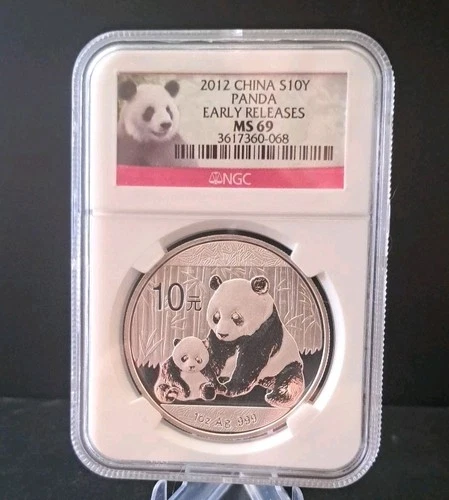 2012 CHINA S10Y
PANDA
EARLY RELEASES
MS 69
3617360-068
NGC
10元
1oz Ag .999